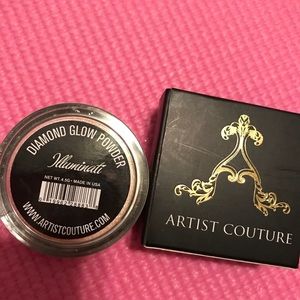 DIAMOND GLOW POWDER
Illuminati
NET WT 4.5G • MADE IN USA
WWW.ARTISTCOUTURE.COM
ARTIST COUTURE